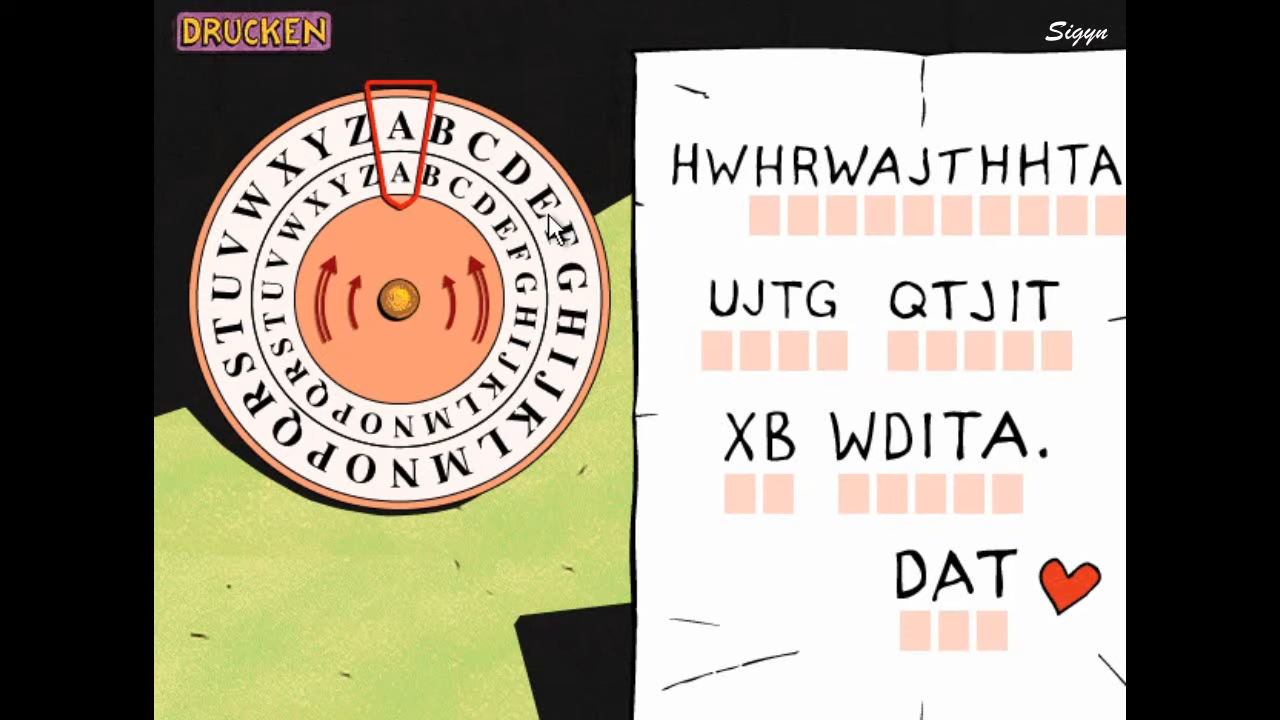 DRUCKEN
Sigyn
A B C D E F G H I J K L M N O P Q R S T U V W X Y Z
A B C D E F G H I J K L M N O P Q R S T U V W X Y Z
HWHRWAJTHHTA
UJTG QTJIT
XB WDITA.
DAT